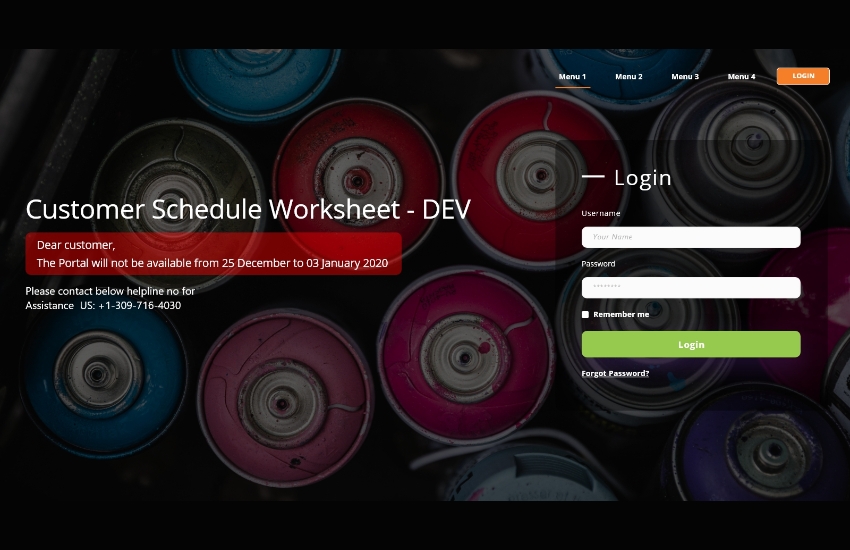 Menu 1 Menu 2 Menu 3 Menu 4 LOGIN
Customer Schedule Worksheet - DEV
Dear customer,
The Portal will not be available from 25 December to 03 January 2020
Please contact below helpline no for
Assistance US: +1-309-716-4030
Login
Username
Your Name
Password
********
Remember me
Login
Forgot Password?